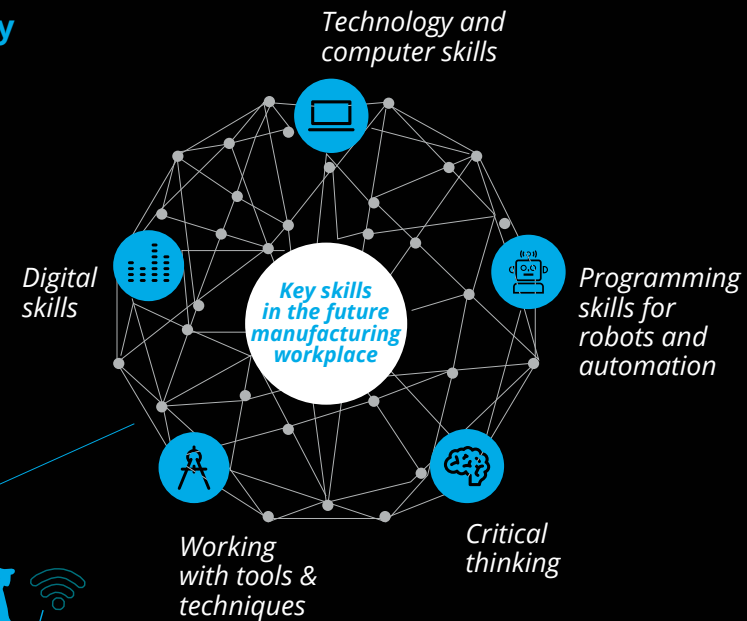 y
Technology and
computer skills
Digital
skills
Key skills
in the future
manufacturing
workplace
Programming
skills for
robots and
automation
Working
with tools &
techniques
Critical
thinking